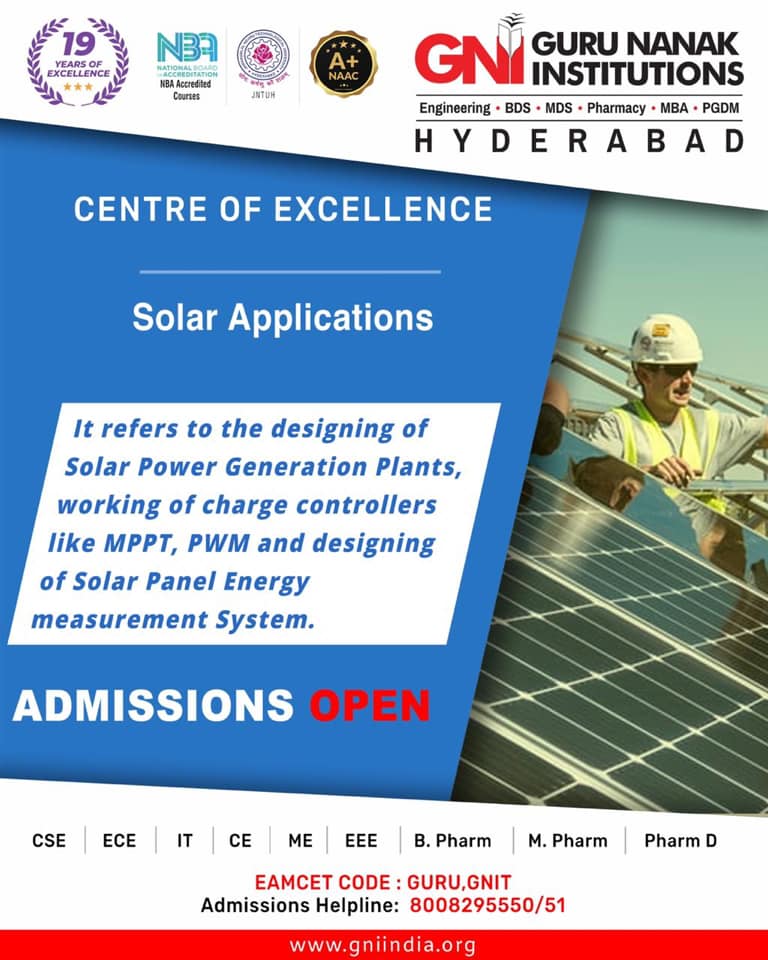 19
YEARS OF
EXCELLENCE
NBA
NATIONAL BOARD
of ACCREDITATION
NBA Accredited
Courses
JNTUH
A+
NAAC
GNI GURU NANAK
INSTITUTIONS
Engineering • BDS • MDS • Pharmacy • MBA • PGDM
HYDERABAD
CENTRE OF EXCELLENCE
Solar Applications
It refers to the designing of
Solar Power Generation Plants,
working of charge controllers
like MPPT, PWM and designing
of Solar Panel Energy
measurement System.
ADMISSIONS OPEN
CSE | ECE | IT | CE | ME | EEE | B. Pharm | M. Pharm | Pharm D
EAMCET CODE : GURU,GNIT
Admissions Helpline: 8008295550/51
www.gniindia.org